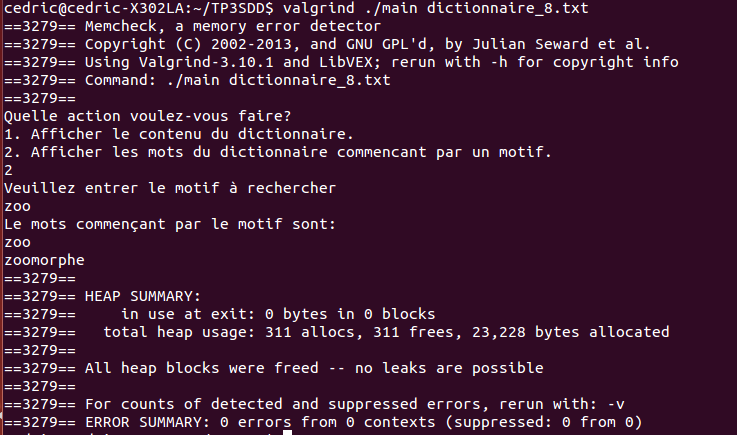 cedric@cedric-X302LA:~/TP3SDD$ valgrind ./main dictionnaire_8.txt
==3279== Memcheck, a memory error detector
==3279== Copyright (C) 2002-2013, and GNU GPL'd, by Julian Seward et al.
==3279== Using Valgrind-3.10.1 and LibVEX; rerun with -h for copyright info
==3279== Command: ./main dictionnaire_8.txt
==3279==
Quelle action voulez-vous faire?
1. Afficher le contenu du dictionnaire.
2. Afficher les mots du dictionnaire commencant par un motif.
2
Veuillez entrer le motif à rechercher
zoo
Le mots commençant par le motif sont:
zoo
zoomorphe
==3279==
==3279== HEAP SUMMARY:
==3279==     in use at exit: 0 bytes in 0 blocks
==3279==   total heap usage: 311 allocs, 311 frees, 23,228 bytes allocated
==3279==
==3279== All heap blocks were freed -- no leaks are possible
==3279==
==3279== For counts of detected and suppressed errors, rerun with: -v
==3279== ERROR SUMMARY: 0 errors from 0 contexts (suppressed: 0 from 0)